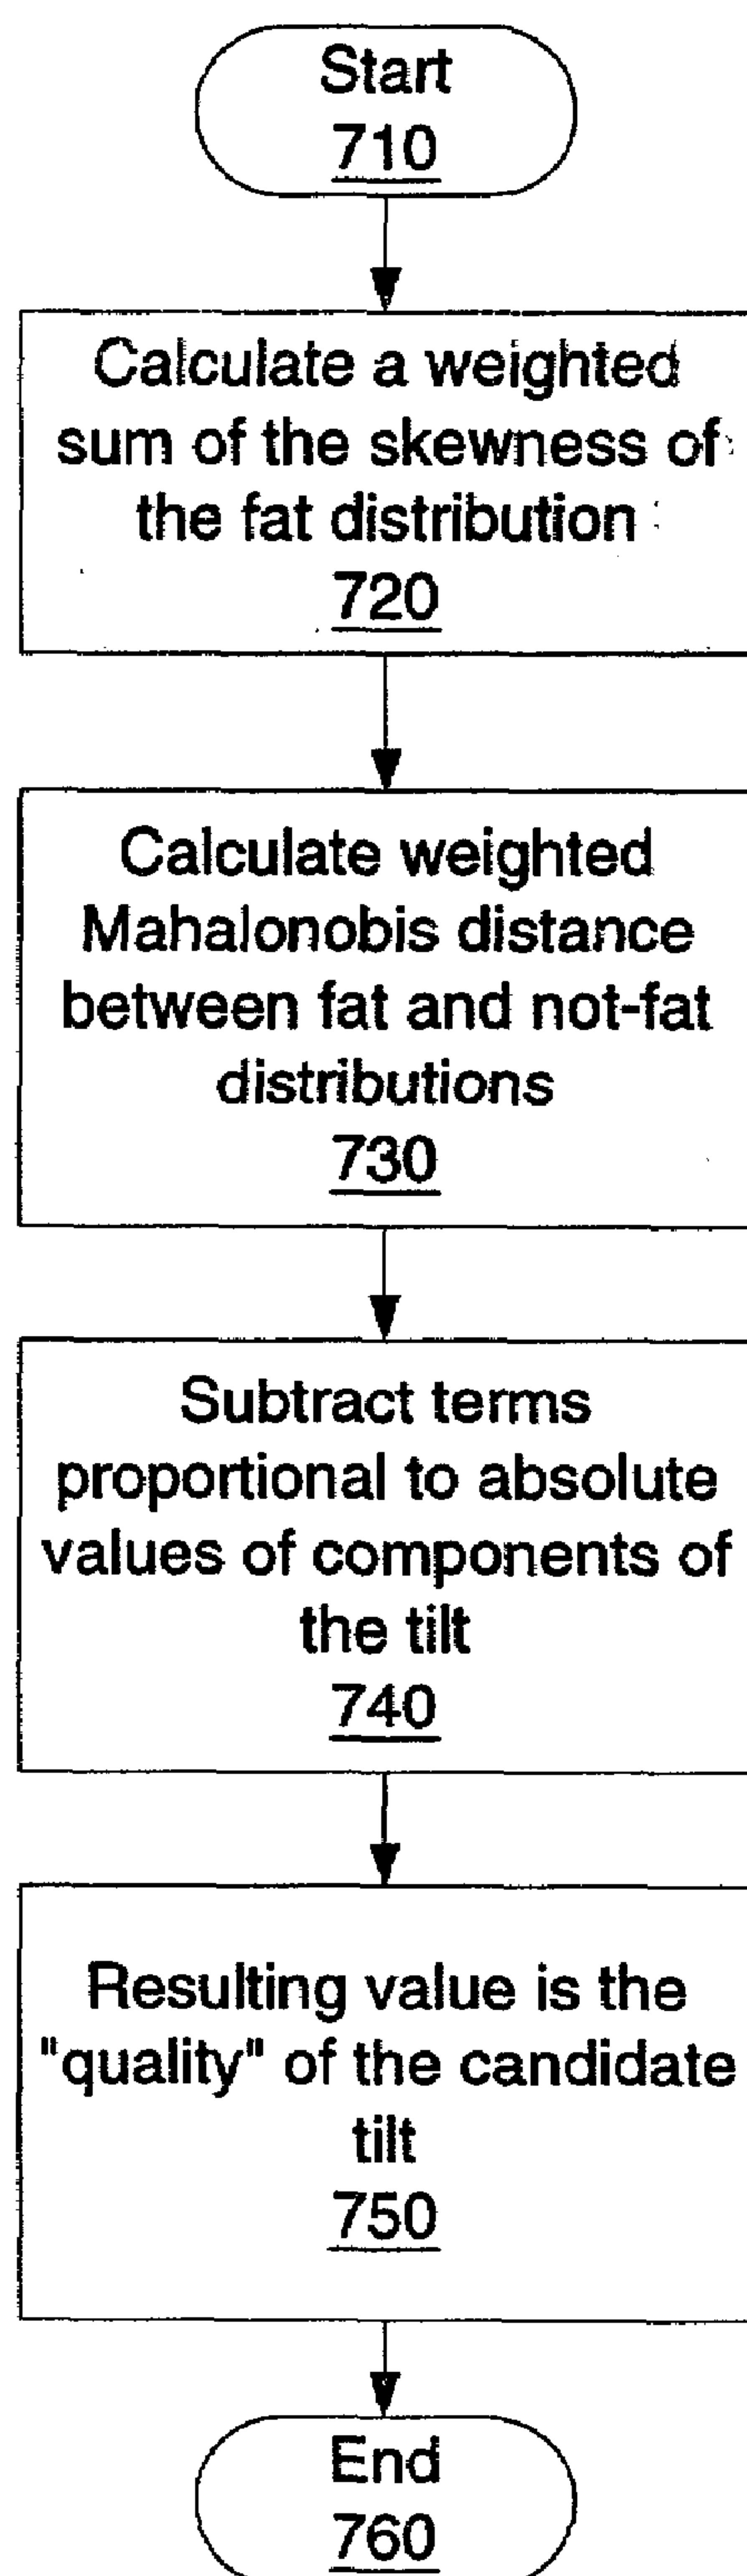 Start
710
Calculate a weighted
sum of the skewness of
the fat distribution
720
Calculate weighted
Mahalonobis distance
between fat and not-fat
distributions
730
Subtract terms
proportional to absolute
values of components of
the tilt
740
Resulting value is the
"quality" of the candidate
tilt
750
End
760